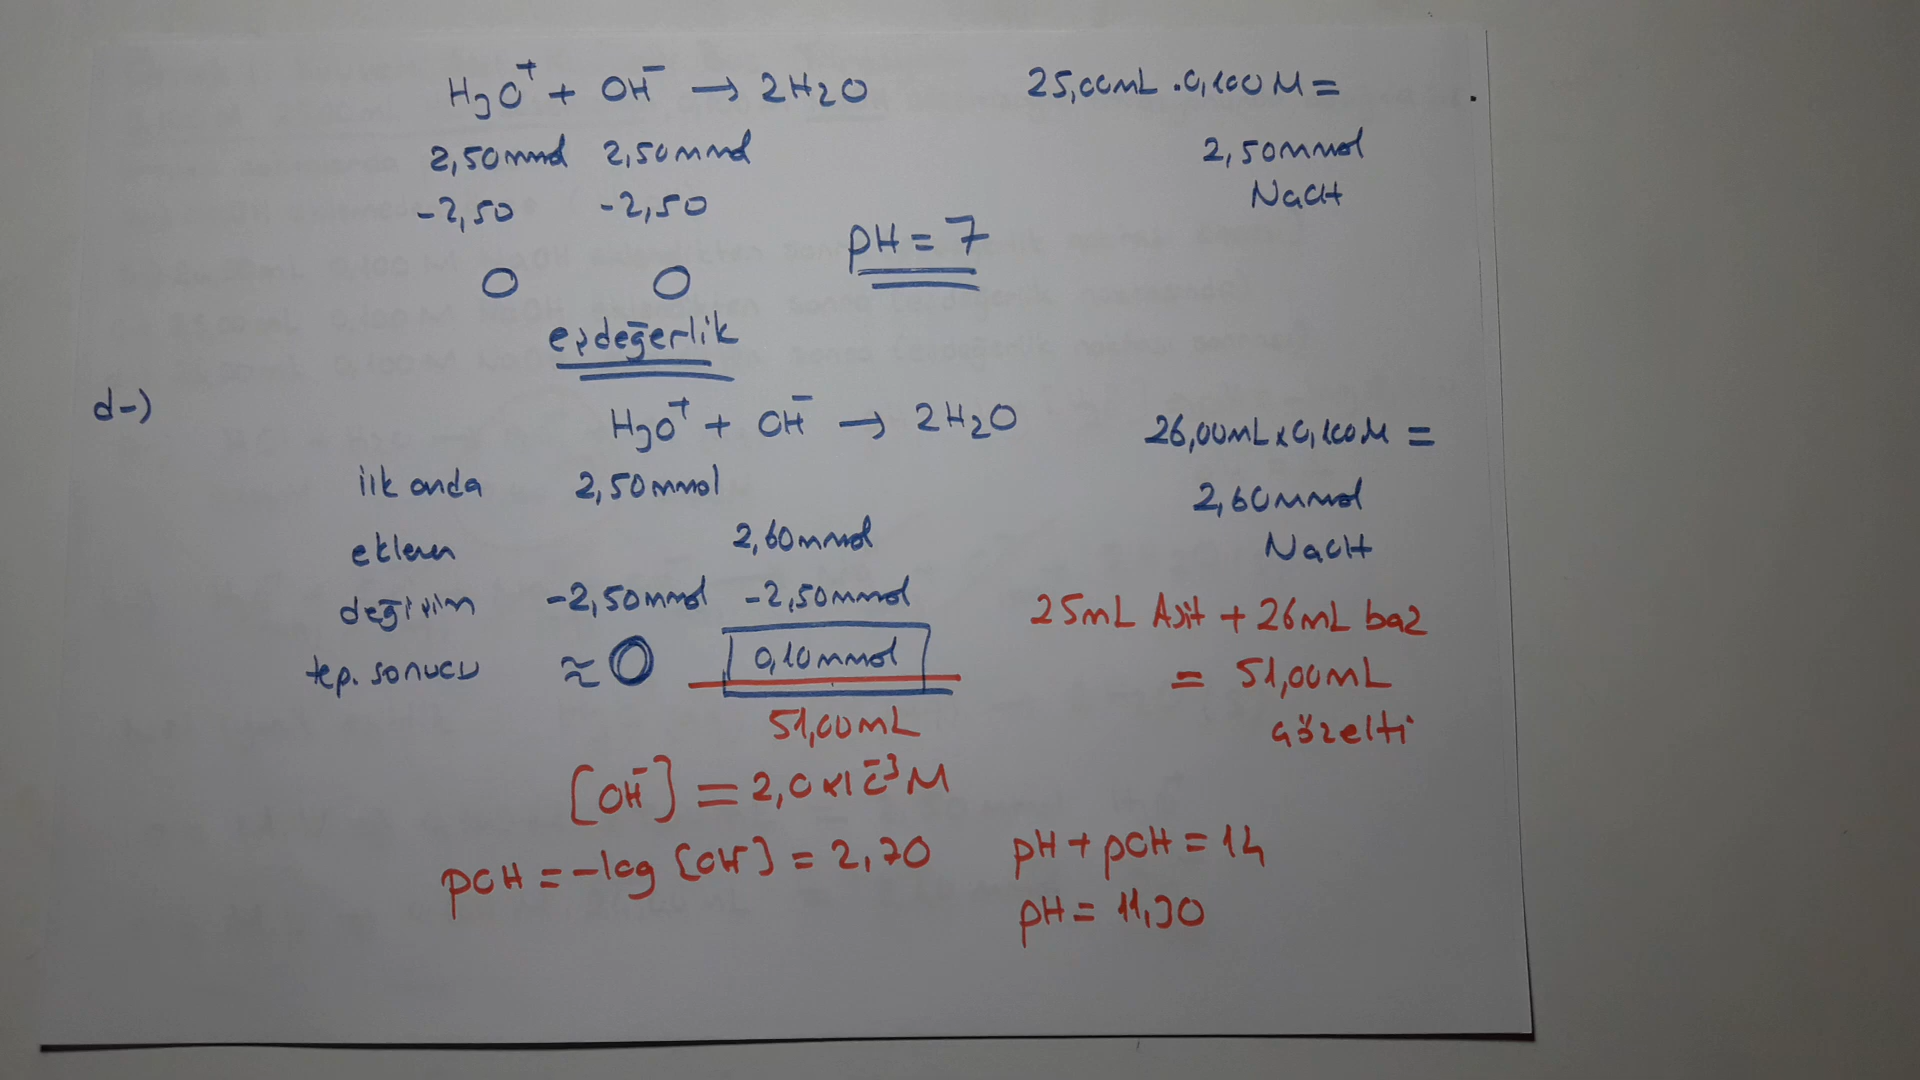 H₃O⁺ + OH⁻ → 2H₂O 25,00mL .0,100M =
2,50mmol 2,50mmol 2,50mmol
-2,50 -2,50 NaOH
pH = 7
0 0
eşdeğerlik
d-)
H₃O⁺ + OH⁻ → 2H₂O 26,00mL x 0,100M =
ilk anda 2,50mmol 2,60mmol
eklenen 2,60mmol NaOH
değişim -2,50mmol -2,50mmol 25mL Asit + 26mL baz
tep. sonucu ≈ 0 0,10mmol = 51,00mL
51,00mL çözelti
[OH⁻] = 2,0x10⁻³M
pOH = -log [OH⁻] = 2,70 pH + pOH = 14
pH = 11,30